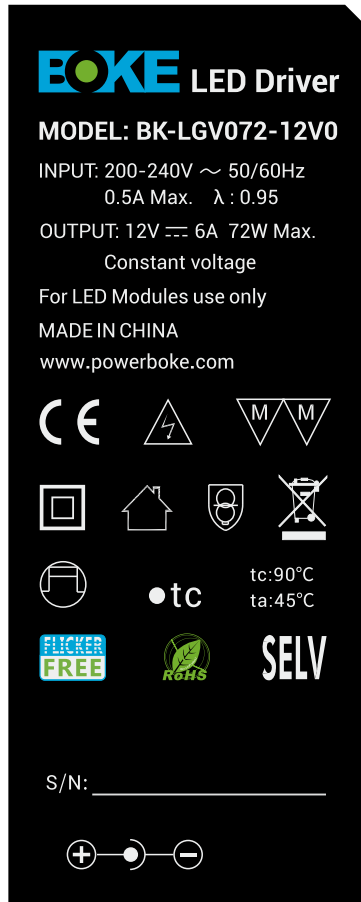 BOKE LED Driver
MODEL: BK-LGV072-12V0
INPUT: 200-240V ～ 50/60Hz
0.5A Max. λ : 0.95
OUTPUT: 12V ⎓ 6A 72W Max.
Constant voltage
For LED Modules use only
MADE IN CHINA
www.powerboke.com
CE M M
tc tc:90°C
ta:45°C
FLICKER
FREE
RoHS
SELV
S/N: